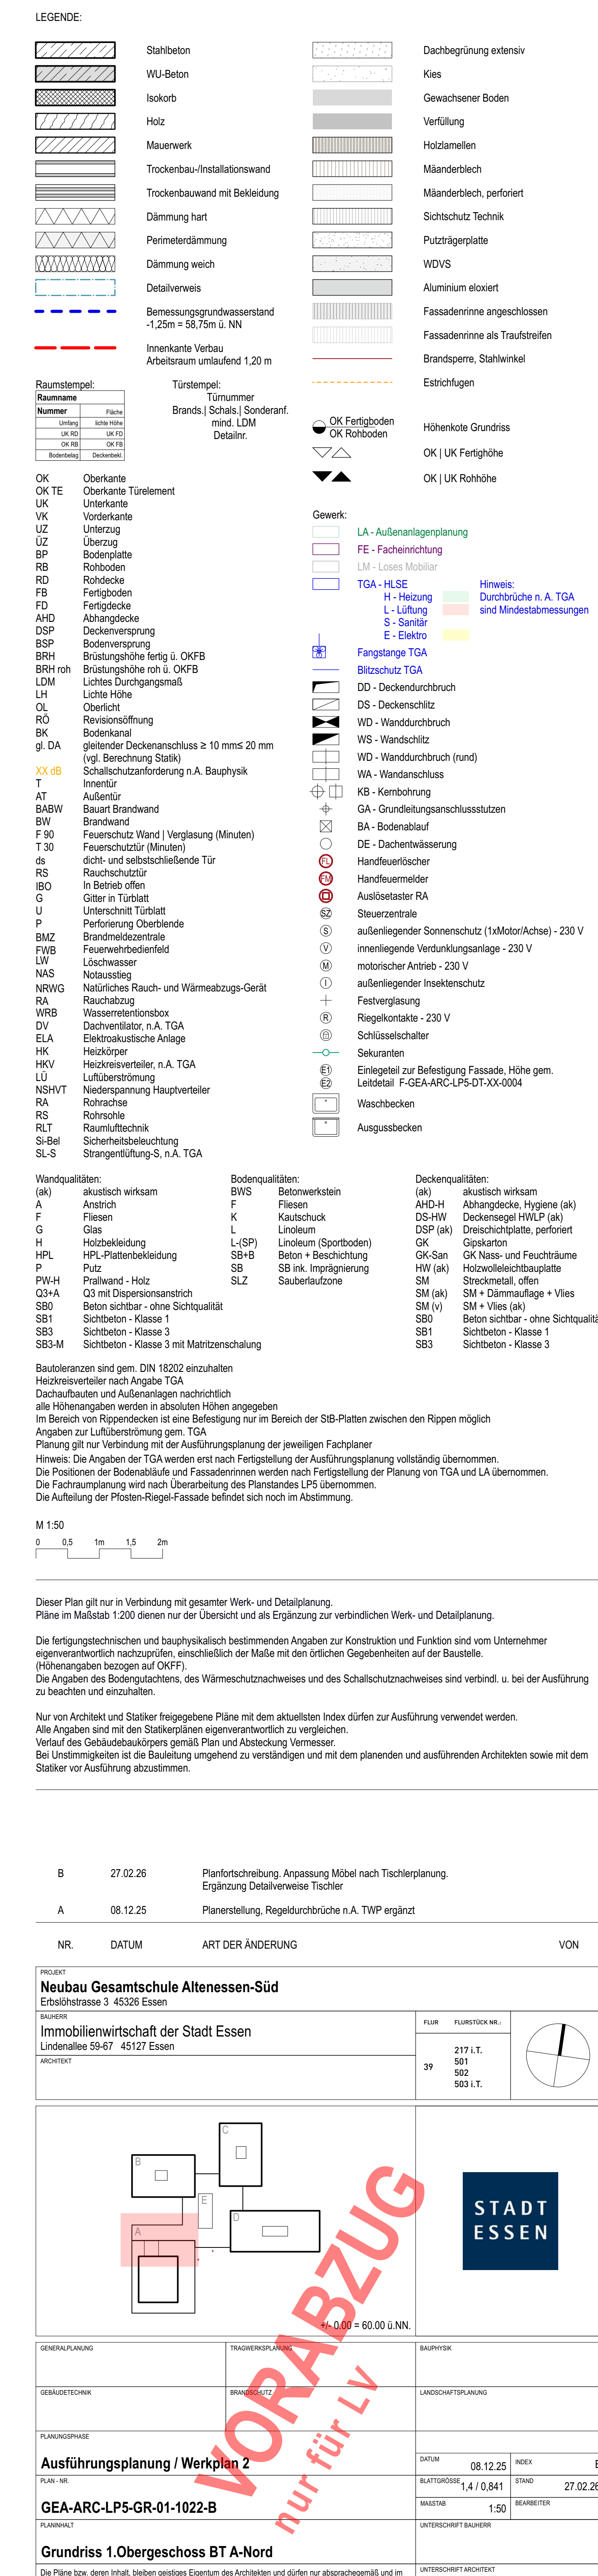 LEGENDE:
Stahlbeton
WU-Beton
Isokorb
Holz
Mauerwerk
Trockenbau-/Installationswand
Trockenbauwand mit Bekleidung
Dämmung hart
Perimeterdämmung
Dämmung weich
Detailverweis
Bemessungsgrundwasserstand
-1,25m = 58,75m ü. NN
Innenkante Verbau
Arbeitsraum umlaufend 1,20 m
Dachbegrünung extensiv
Kies
Gewachsener Boden
Verfüllung
Holzlamellen
Mäanderblech
Mäanderblech, perforiert
Sichtschutz Technik
Putzträgerplatte
WDVS
Aluminium eloxiert
Fassadenrinne angeschlossen
Fassadenrinne als Traufstreifen
Brandsperre, Stahlwinkel
Estrichfugen
Raumstempel:
Raumname
Nummer Fläche
Umfang lichte Höhe
UK RD UK FD
OK RB OK FB
Bodenbelag Deckenbekl.
Türstempel:
Türnummer
Brands.| Schals.| Sonderanf.
mind. LDM
Detailnr.
OK Fertigboden
OK Rohboden
Höhenkote Grundriss
OK | UK Fertighöhe
OK | UK Rohhöhe
OK Oberkante
OK TE Oberkante Türelement
UK Unterkante
VK Vorderkante
UZ Unterzug
ÜZ Überzug
BP Bodenplatte
RB Rohboden
RD Rohdecke
FB Fertigboden
FD Fertigdecke
AHD Abhangdecke
DSP Deckenversprung
BSP Bodenversprung
BRH Brüstungshöhe fertig ü. OKFB
BRH roh Brüstungshöhe roh ü. OKFB
LDM Lichtes Durchgangsmaß
LH Lichte Höhe
OL Oberlicht
RÖ Revisionsöffnung
BK Bodenkanal
gl. DA gleitender Deckenanschluss ≥ 10 mm≤ 20 mm
(vgl. Berechnung Statik)
XX dB Schallschutzanforderung n.A. Bauphysik
T Innentür
AT Außentür
BABW Bauart Brandwand
BW Brandwand
F 90 Feuerschutz Wand | Verglasung (Minuten)
T 30 Feuerschutztür (Minuten)
ds dicht- und selbstschließende Tür
RS Rauchschutztür
IBO In Betrieb offen
G Gitter in Türblatt
U Unterschnitt Türblatt
P Perforierung Oberblende
BMZ Brandmeldezentrale
FWB Feuerwehrbedienfeld
LW Löschwasser
NAS Notausstieg
NRWG Natürliches Rauch- und Wärmeabzugs-Gerät
RA Rauchabzug
WRB Wasserretentionsbox
DV Dachventilator, n.A. TGA
ELA Elektroakustische Anlage
HK Heizkörper
HKV Heizkreisverteiler, n.A. TGA
LÜ Luftüberströmung
NSHVT Niederspannung Hauptverteiler
RA Rohrachse
RS Rohrsohle
RLT Raumlufttechnik
Si-Bel Sicherheitsbeleuchtung
SL-S Strangentlüftung-S, n.A. TGA
Gewerk:
LA - Außenanlagenplanung
FE - Facheinrichtung
LM - Loses Mobiliar
TGA - HLSE Hinweis:
H - Heizung Durchbrüche n. A. TGA
L - Lüftung sind Mindestabmessungen
S - Sanitär
E - Elektro
Fangstange TGA
Blitzschutz TGA
DD - Deckendurchbruch
DS - Deckenschlitz
WD - Wanddurchbruch
WS - Wandschlitz
WD - Wanddurchbruch (rund)
WA - Wandanschluss
KB - Kernbohrung
GA - Grundleitungsanschlussstutzen
BA - Bodenablauf
DE - Dachentwässerung
FL Handfeuerlöscher
FM Handfeuermelder
Auslösetaster RA
SZ Steuerzentrale
S außenliegender Sonnenschutz (1xMotor/Achse) - 230 V
V innenliegende Verdunklungsanlage - 230 V
M motorischer Antrieb - 230 V
I außenliegender Insektenschutz
Festverglasung
R Riegelkontakte - 230 V
Schlüsselschalter
Sekuranten
E1 Einlegeteil zur Befestigung Fassade, Höhe gem.
E2 Leitdetail F-GEA-ARC-LP5-DT-XX-0004
Waschbecken
Ausgussbecken
Wandqualitäten:
(ak) akustisch wirksam
A Anstrich
F Fliesen
G Glas
H Holzbekleidung
HPL HPL-Plattenbekleidung
P Putz
PW-H Prallwand - Holz
Q3+A Q3 mit Dispersionsanstrich
SB0 Beton sichtbar - ohne Sichtqualität
SB1 Sichtbeton - Klasse 1
SB3 Sichtbeton - Klasse 3
SB3-M Sichtbeton - Klasse 3 mit Matritzenschalung
Bodenqualitäten:
BWS Betonwerkstein
F Fliesen
K Kautschuck
L Linoleum
L-(SP) Linoleum (Sportboden)
SB+B Beton + Beschichtung
SB SB ink. Imprägnierung
SLZ Sauberlaufzone
Deckenqualitäten:
(ak) akustisch wirksam
AHD-H Abhangdecke, Hygiene (ak)
DS-HW Deckensegel HWLP (ak)
DSP (ak) Dreischichtplatte, perforiert
GK Gipskarton
GK-San GK Nass- und Feuchträume
HW (ak) Holzwolleleichtbauplatte
SM Streckmetall, offen
SM (ak) SM + Dämmauflage + Vlies
SM (v) SM + Vlies (ak)
SB0 Beton sichtbar - ohne Sichtqualitä
SB1 Sichtbeton - Klasse 1
SB3 Sichtbeton - Klasse 3
Bautoleranzen sind gem. DIN 18202 einzuhalten
Heizkreisverteiler nach Angabe TGA
Dachaufbauten und Außenanlagen nachrichtlich
alle Höhenangaben werden in absoluten Höhen angegeben
Im Bereich von Rippendecken ist eine Befestigung nur im Bereich der StB-Platten zwischen den Rippen möglich
Angaben zur Luftüberströmung gem. TGA
Planung gilt nur Verbindung mit der Ausführungsplanung der jeweiligen Fachplaner
Hinweis: Die Angaben der TGA werden erst nach Fertigstellung der Ausführungsplanung vollständig übernommen.
Die Positionen der Bodenabläufe und Fassadenrinnen werden nach Fertigstellung der Planung von TGA und LA übernommen.
Die Fachraumplanung wird nach Überarbeitung des Planstandes LP5 übernommen.
Die Aufteilung der Pfosten-Riegel-Fassade befindet sich noch im Abstimmung.
M 1:50
0 0,5 1m 1,5 2m
Dieser Plan gilt nur in Verbindung mit gesamter Werk- und Detailplanung.
Pläne im Maßstab 1:200 dienen nur der Übersicht und als Ergänzung zur verbindlichen Werk- und Detailplanung.
Die fertigungstechnischen und bauphysikalisch bestimmenden Angaben zur Konstruktion und Funktion sind vom Unternehmer
eigenverantwortlich nachzuprüfen, einschließlich der Maße mit den örtlichen Gegebenheiten auf der Baustelle.
(Höhenangaben bezogen auf OKFF).
Die Angaben des Bodengutachtens, des Wärmeschutznachweises und des Schallschutznachweises sind verbindl. u. bei der Ausführung
zu beachten und einzuhalten.
Nur von Architekt und Statiker freigegebene Pläne mit dem aktuellsten Index dürfen zur Ausführung verwendet werden.
Alle Angaben sind mit den Statikerplänen eigenverantwortlich zu vergleichen.
Verlauf des Gebäudebaukörpers gemäß Plan und Absteckung Vermesser.
Bei Unstimmigkeiten ist die Bauleitung umgehend zu verständigen und mit dem planenden und ausführenden Architekten sowie mit dem
Statiker vor Ausführung abzustimmen.
B 27.02.26 Planfortschreibung. Anpassung Möbel nach Tischlerplanung.
Ergänzung Detailverweise Tischler
A 08.12.25 Planerstellung, Regeldurchbrüche n.A. TWP ergänzt
NR. DATUM ART DER ÄNDERUNG VON
PROJEKT
Neubau Gesamtschule Altenessen-Süd
Erbslöhstrasse 3 45326 Essen
BAUHERR
Immobilienwirtschaft der Stadt Essen
Lindenallee 59-67 45127 Essen
ARCHITEKT
FLUR FLURSTÜCK NR.:
39
217 i.T.
501
502
503 i.T.
C
B
E
D
A
+/- 0.00 = 60.00 ü.NN.
STADT
ESSEN
VORABZUG
nur für LV
GENERALPLANUNG TRAGWERKSPLANUNG BAUPHYSIK
GEBÄUDETECHNIK BRANDSCHUTZ LANDSCHAFTSPLANUNG
PLANUNGSPHASE
Ausführungsplanung / Werkplan 2
DATUM 08.12.25 INDEX
PLAN - NR.
GEA-ARC-LP5-GR-01-1022-B
BLATTGRÖSSE 1,4 / 0,841 STAND 27.02.26
MAßSTAB 1:50 BEARBEITER
PLANINHALT
Grundriss 1.Obergeschoss BT A-Nord
UNTERSCHRIFT BAUHERR
UNTERSCHRIFT ARCHITEKT
Die Pläne bzw. deren Inhalt, bleiben geistiges Eigentum des Architekten und dürfen nur absprachegemäß und im